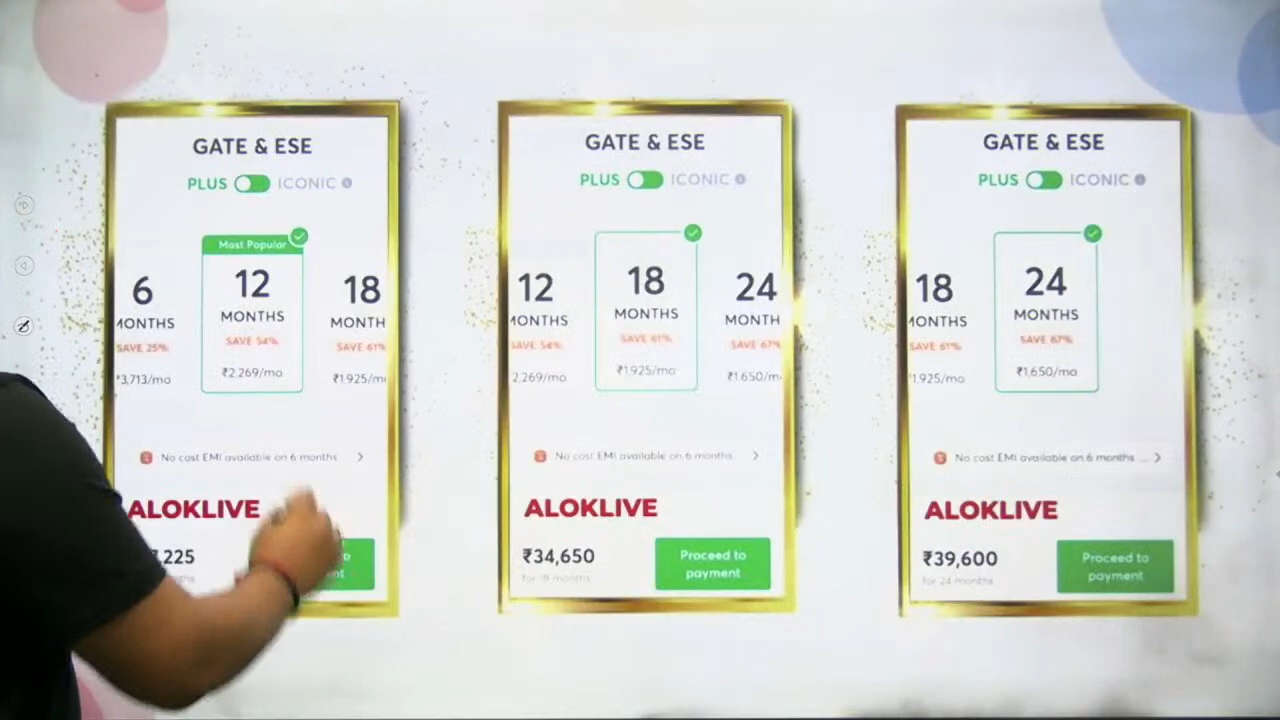 GATE & ESE
PLUS ICONIC
Most Popular
6
MONTHS
SAVE 25%
3,713/mo
12
MONTHS
SAVE 54%
₹2,269/mo
18
MONTH
SAVE 61%
₹1,925/m
No cost EMI available on 6 months
ALOKLIVE
,225
GATE & ESE
PLUS ICONIC
12
MONTHS
SAVE 54%
2,269/mo
18
MONTHS
SAVE 61%
₹1,925/mo
24
MONTH
SAVE 67%
₹1,650/m
No cost EMI available on 6 months
ALOKLIVE
₹34,650
for 18 months
Proceed to
payment
GATE & ESE
PLUS ICONIC
18
MONTHS
SAVE 61%
1,925/mo
24
MONTHS
SAVE 67%
₹1,650/mo
No cost EMI available on 6 months ...
ALOKLIVE
₹39,600
for 24 months
Proceed to
payment